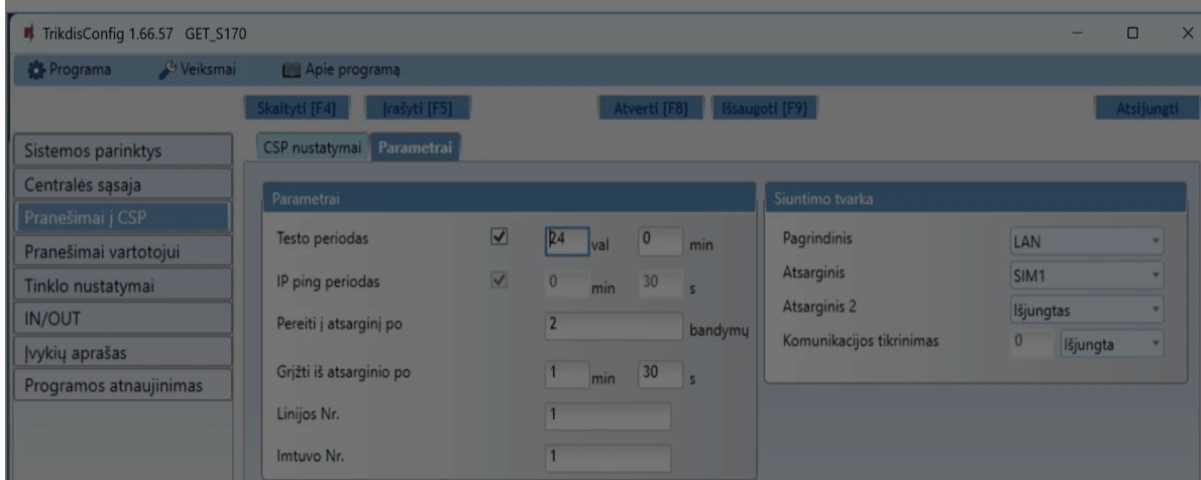 TrikdisConfig 1.66.57 GET_S170
Programa Veiksmai Apie programą
Skaityti [F4] Įrašyti [F5] Atverti [F8] Išsaugoti [F9] Atsijungti
Sistemos parinktys
Centralės sąsaja
Pranešimai į CSP
Pranešimai vartotojui
Tinklo nustatymai
IN/OUT
Įvykių aprašas
Programos atnaujinimas
CSP nustatymai Parametrai
Parametrai
Testo periodas 24 val 0 min
IP ping periodas 0 min 30 s
Pereiti į atsarginį po 2 bandymų
Grįžti iš atsarginio po 1 min 30 s
Linijos Nr. 1
Imtuvo Nr. 1
Siuntimo tvarka
Pagrindinis LAN
Atsarginis SIM1
Atsarginis 2 Išjungtas
Komunikacijos tikrinimas 0 Išjungta